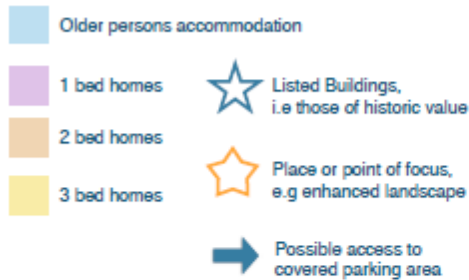 Older persons accommodation
1 bed homes
2 bed homes
3 bed homes
Listed Buildings,
i.e those of historic value
Place or point of focus,
e.g enhanced landscape
Possible access to
covered parking area